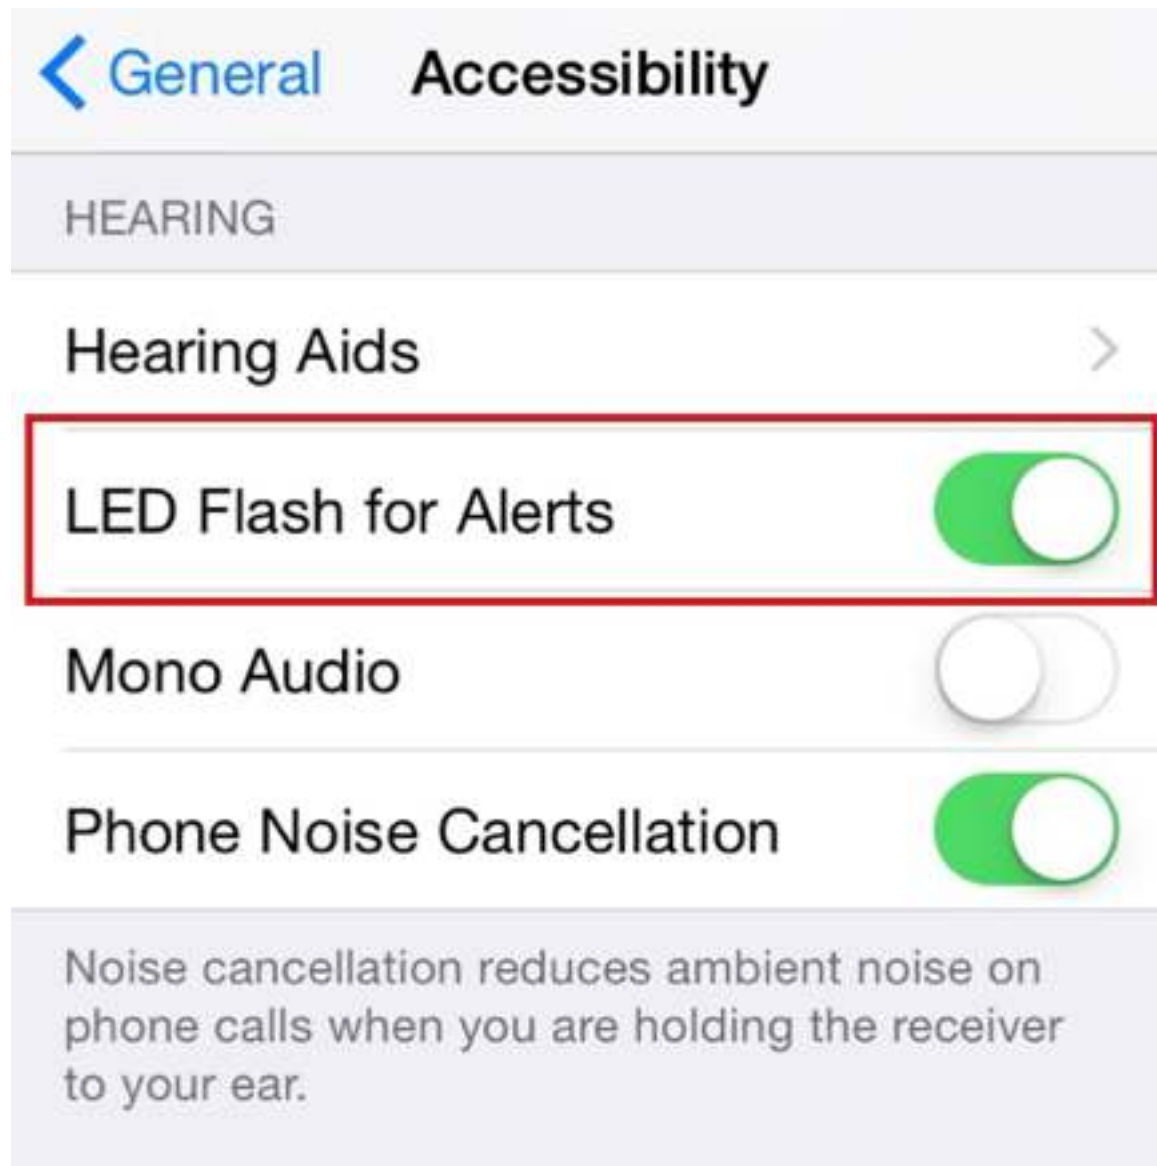 General Accessibility
HEARING
Hearing Aids
LED Flash for Alerts
Mono Audio
Phone Noise Cancellation
Noise cancellation reduces ambient noise on
phone calls when you are holding the receiver
to your ear.